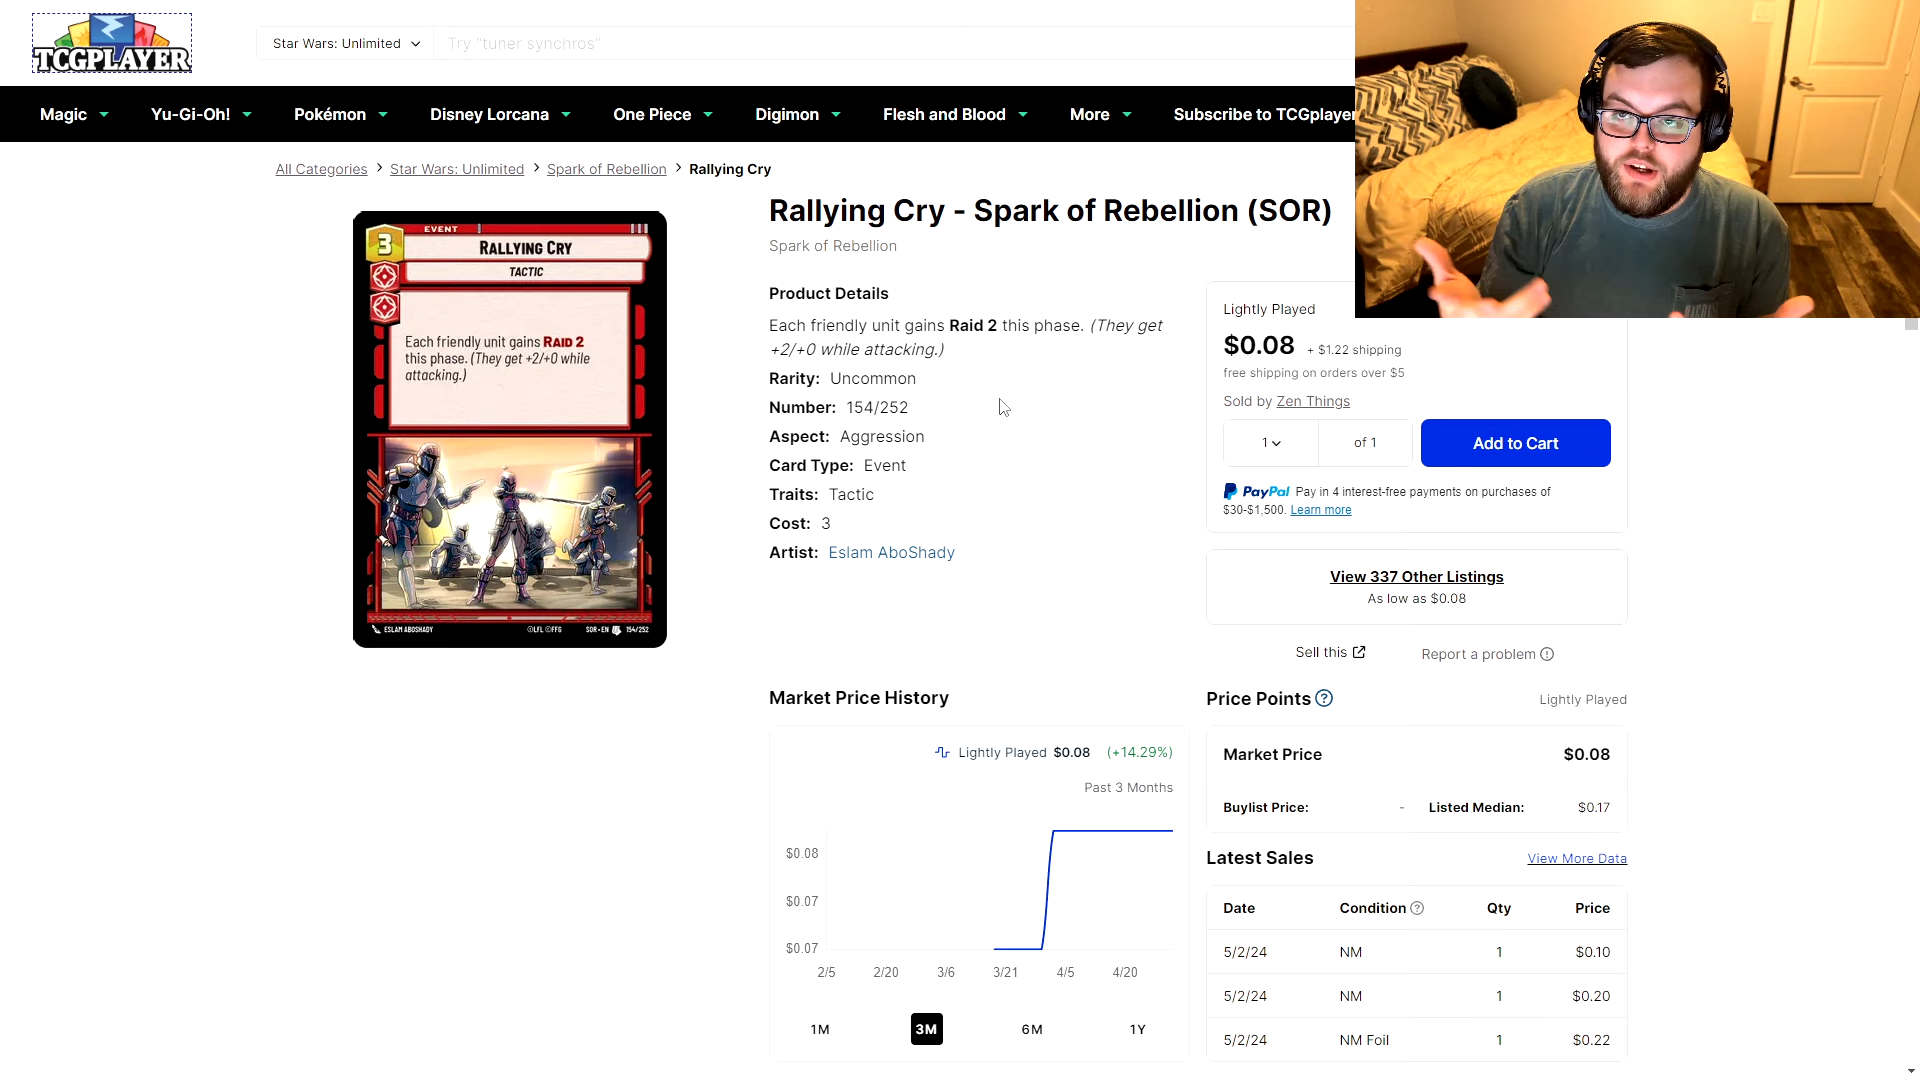 TCGPLAYER
Star Wars: Unlimited
Try "tuner synchros"
Magic
Yu-Gi-Oh!
Pokémon
Disney Lorcana
One Piece
Digimon
Flesh and Blood
More
Subscribe to TCGplayer
All Categories > Star Wars: Unlimited > Spark of Rebellion > Rallying Cry
EVENT
3
RALLYING CRY
TACTIC
Each friendly unit gains RAID 2
this phase. (They get +2/+0 while
attacking.)
ESLAM ABOSHADY
©LFL ©FFG
SOR•EN
154/252
Rallying Cry - Spark of Rebellion (SOR)
Spark of Rebellion
Product Details
Each friendly unit gains Raid 2 this phase. (They get
+2/+0 while attacking.)
Rarity: Uncommon
Number: 154/252
Aspect: Aggression
Card Type: Event
Traits: Tactic
Cost: 3
Artist: Eslam AboShady
Lightly Played
$0.08 + $1.22 shipping
free shipping on orders over $5
Sold by Zen Things
1
of 1
Add to Cart
PayPal Pay in 4 interest-free payments on purchases of
$30-$1,500. Learn more
View 337 Other Listings
As low as $0.08
Sell this
Report a problem
Market Price History
Lightly Played $0.08 (+14.29%)
Past 3 Months
$0.08
$0.07
$0.07
2/5 2/20 3/6 3/21 4/5 4/20
1M 3M 6M 1Y
Price Points
Lightly Played
Market Price $0.08
Buylist Price: - Listed Median: $0.17
Latest Sales
View More Data
Date Condition Qty Price
5/2/24 NM 1 $0.10
5/2/24 NM 1 $0.20
5/2/24 NM Foil 1 $0.22